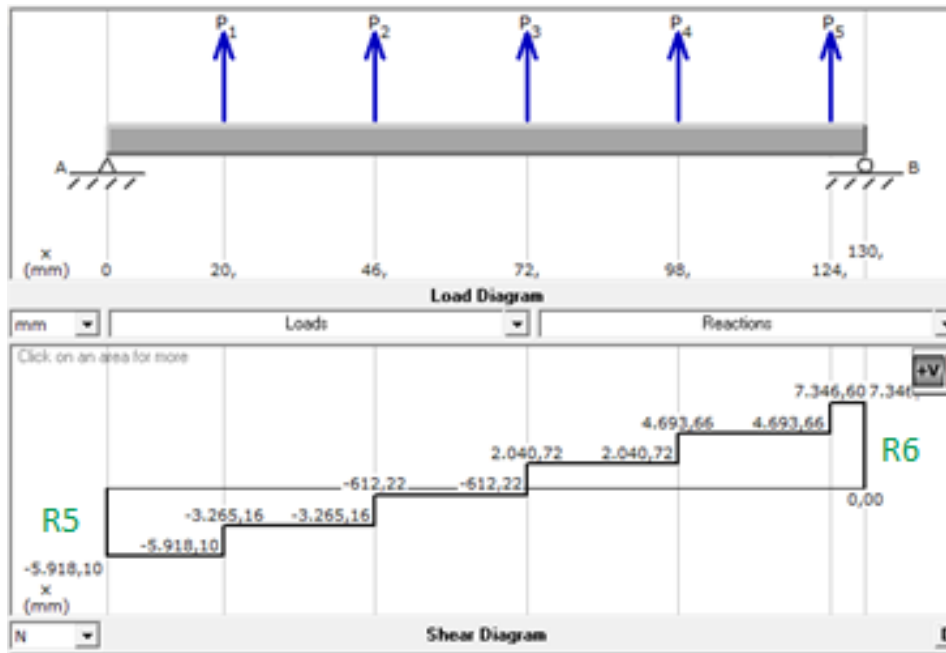 P1 P2 P3 P4 P5
A B
x
(mm) 0 20, 46, 72, 98, 124, 130,
Load Diagram
mm Loads Reactions
Click on an area for more
+V
7.346,60 7.346,
4.693,66 4.693,66
R6
2.040,72 2.040,72
-612,22 -612,22
0,00
R5
-3.265,16 -3.265,16
-5.918,10
-5.918,10
x
(mm)
N Shear Diagram